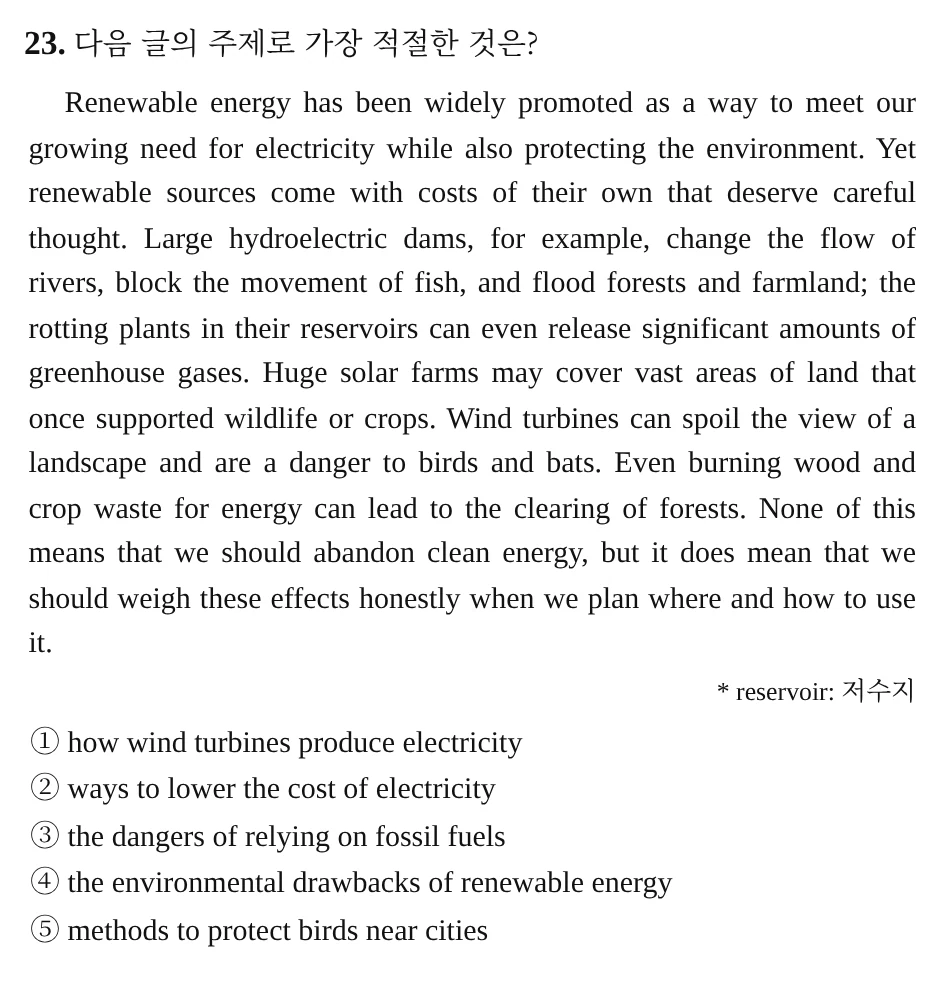 23. 다음 글의 주제로 가장 적절한 것은?
Renewable energy has been widely promoted as a way to meet our
growing need for electricity while also protecting the environment. Yet
renewable sources come with costs of their own that deserve careful
thought. Large hydroelectric dams, for example, change the flow of
rivers, block the movement of fish, and flood forests and farmland; the
rotting plants in their reservoirs can even release significant amounts of
greenhouse gases. Huge solar farms may cover vast areas of land that
once supported wildlife or crops. Wind turbines can spoil the view of a
landscape and are a danger to birds and bats. Even burning wood and
crop waste for energy can lead to the clearing of forests. None of this
means that we should abandon clean energy, but it does mean that we
should weigh these effects honestly when we plan where and how to use
it.
* reservoir: 저수지
① how wind turbines produce electricity
② ways to lower the cost of electricity
③ the dangers of relying on fossil fuels
④ the environmental drawbacks of renewable energy
⑤ methods to protect birds near cities